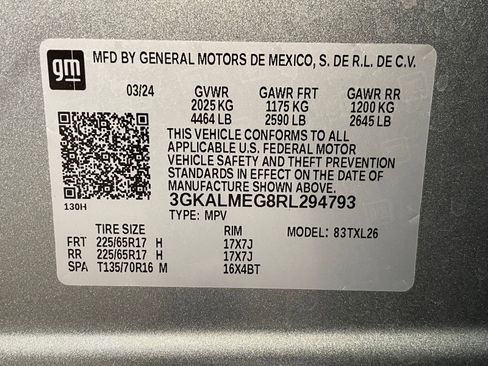 gm MFD BY GENERAL MOTORS DE MEXICO, S. DE R.L. DE C.V.
03/24 GVWR GAWR FRT GAWR RR
2025 KG 1175 KG 1200 KG
4464 LB 2590 LB 2645 LB
THIS VEHICLE CONFORMS TO ALL
APPLICABLE U.S. FEDERAL MOTOR
VEHICLE SAFETY AND THEFT PREVENTION
STANDARDS IN EFFECT ON THE DATE OF
MANUFACTURE SHOWN ABOVE.
130H 3GKALMEG8RL294793
TYPE: MPV
TIRE SIZE RIM MODEL: 83TXL26
FRT 225/65R17 H 17X7J
RR 225/65R17 H 17X7J
SPA T135/70R16 M 16X4BT